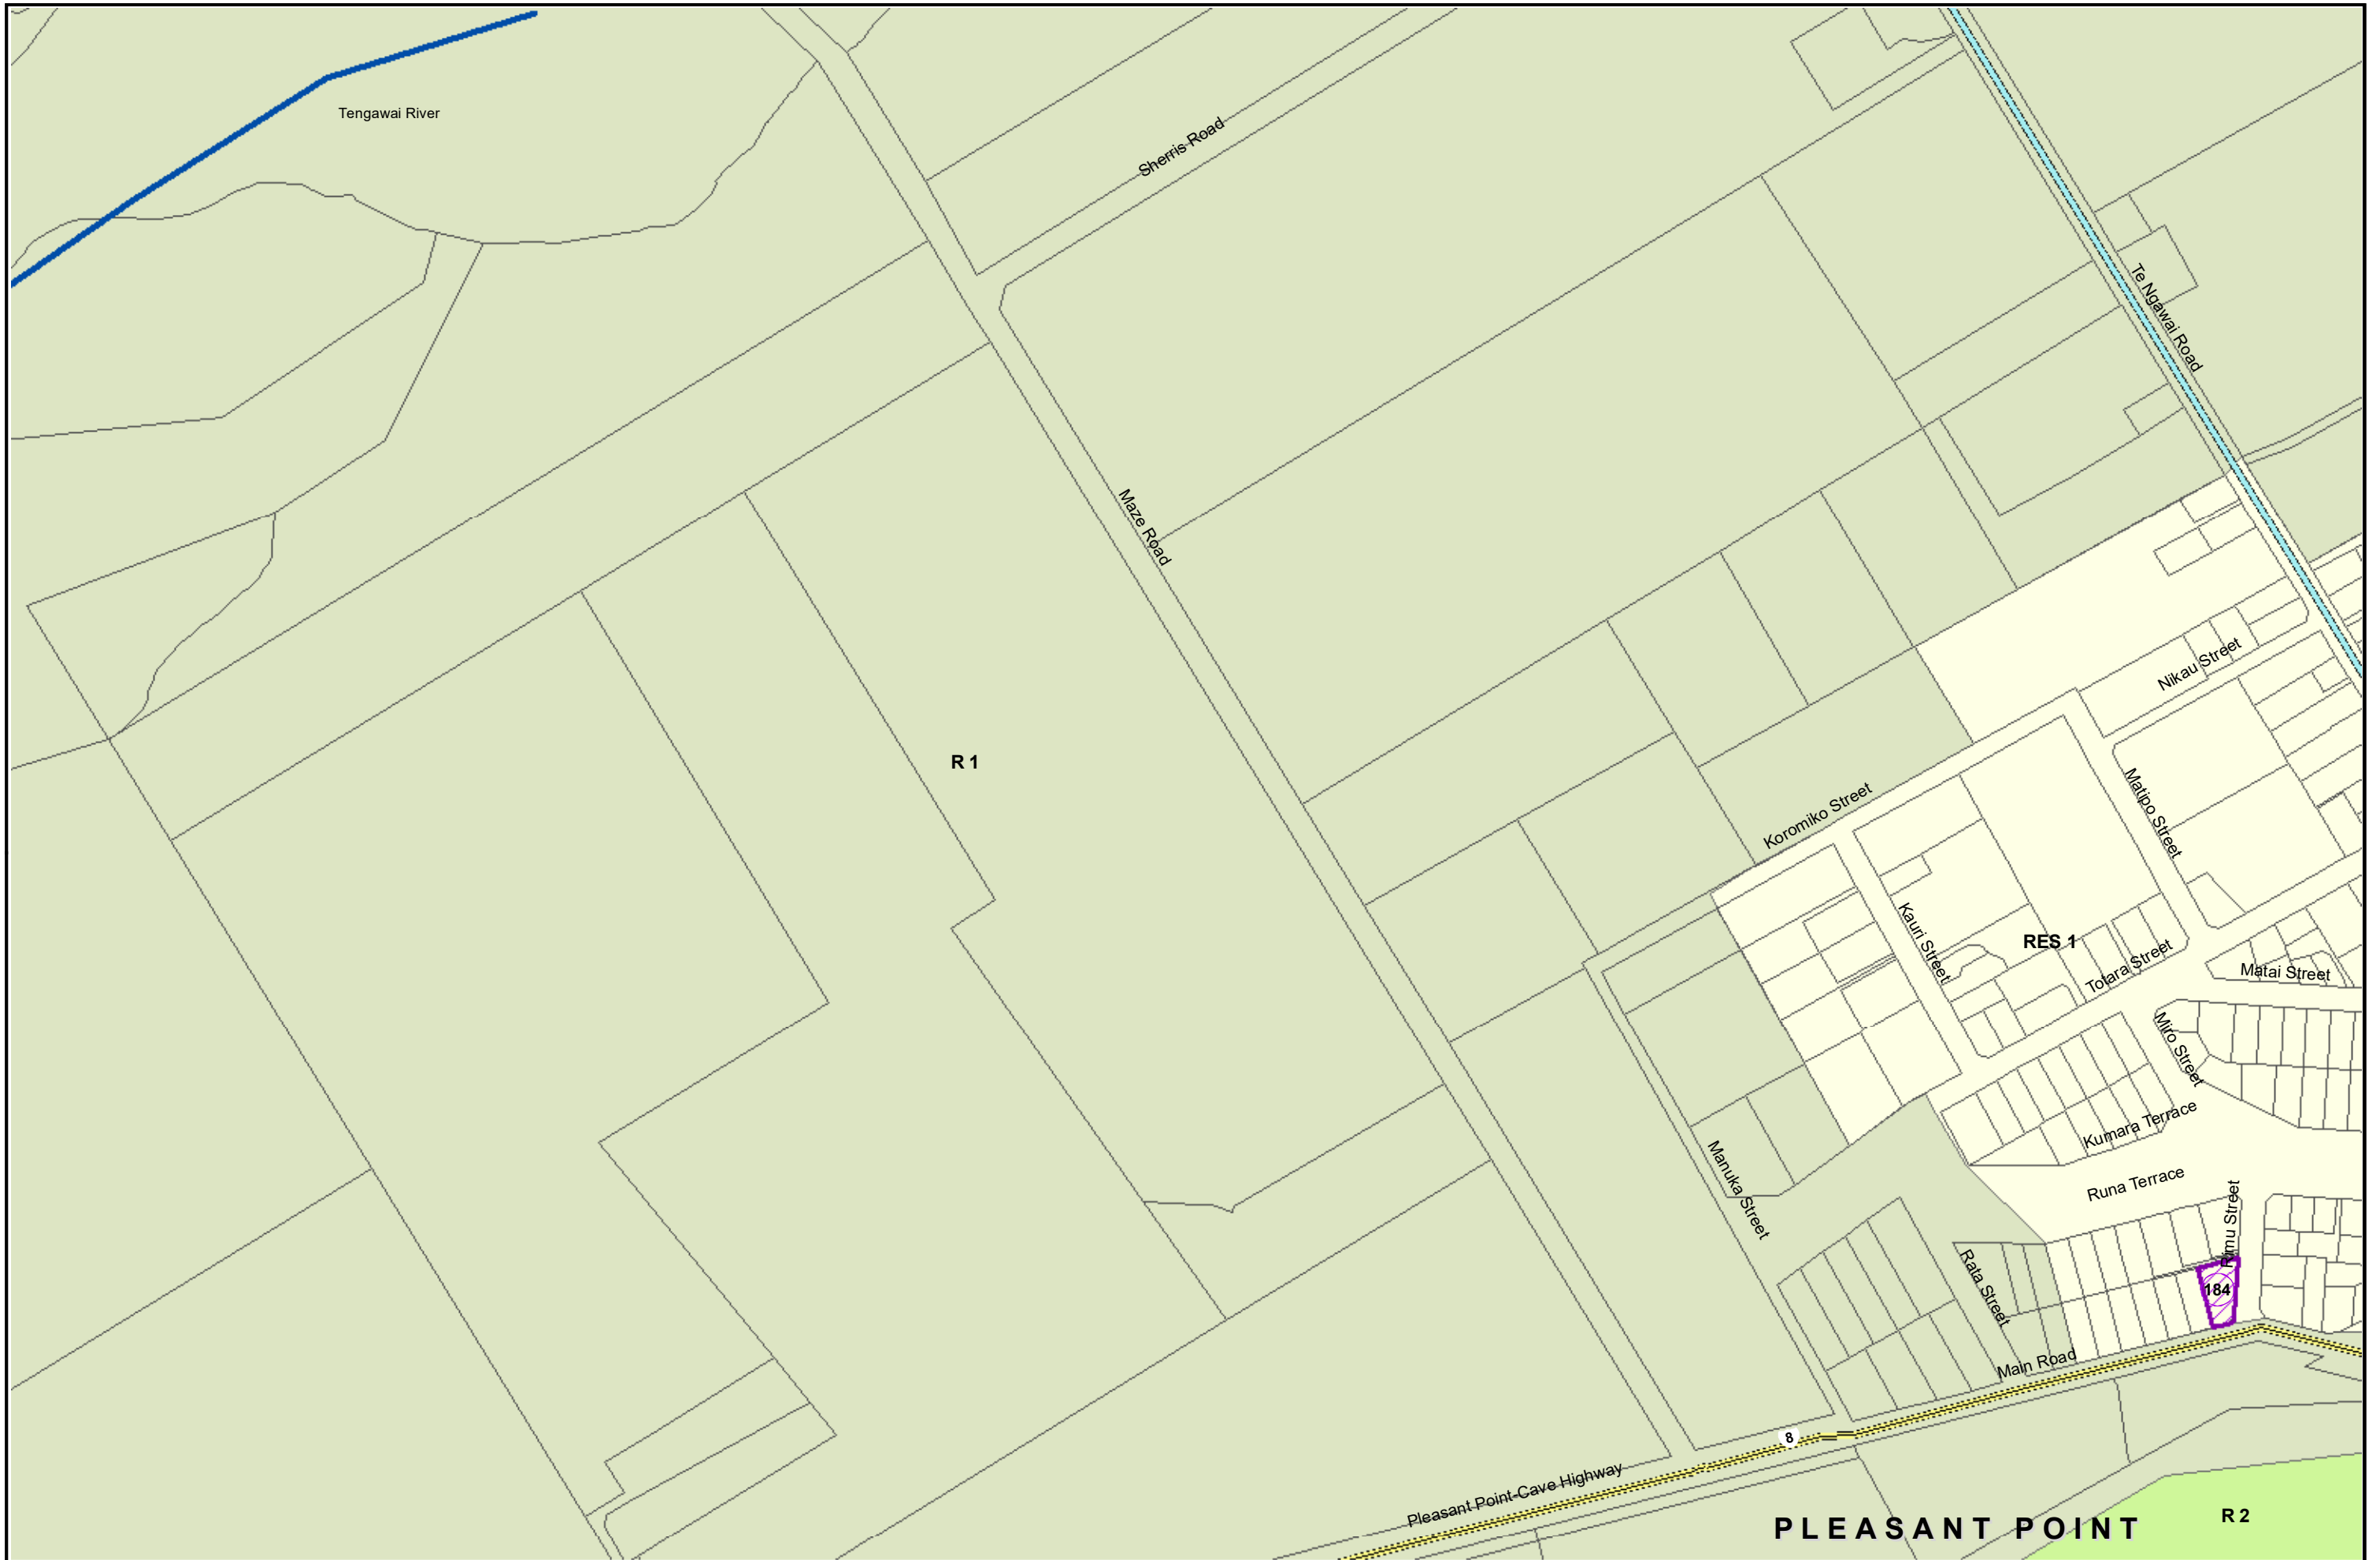 Tengawai River
Sherris Road
Te Ngawai Road
Maze Road
Nikau Street
R 1
Koromiko Street
Matipo Street
Kauri Street
RES 1
Totara Street
Matai Street
Miro Street
Kumara Terrace
Manuka Street
Runa Terrace
Rimu Street
Rata Street
184
Main Road
8
Pleasant Point-Cave Highway
PLEASANT POINT
R 2